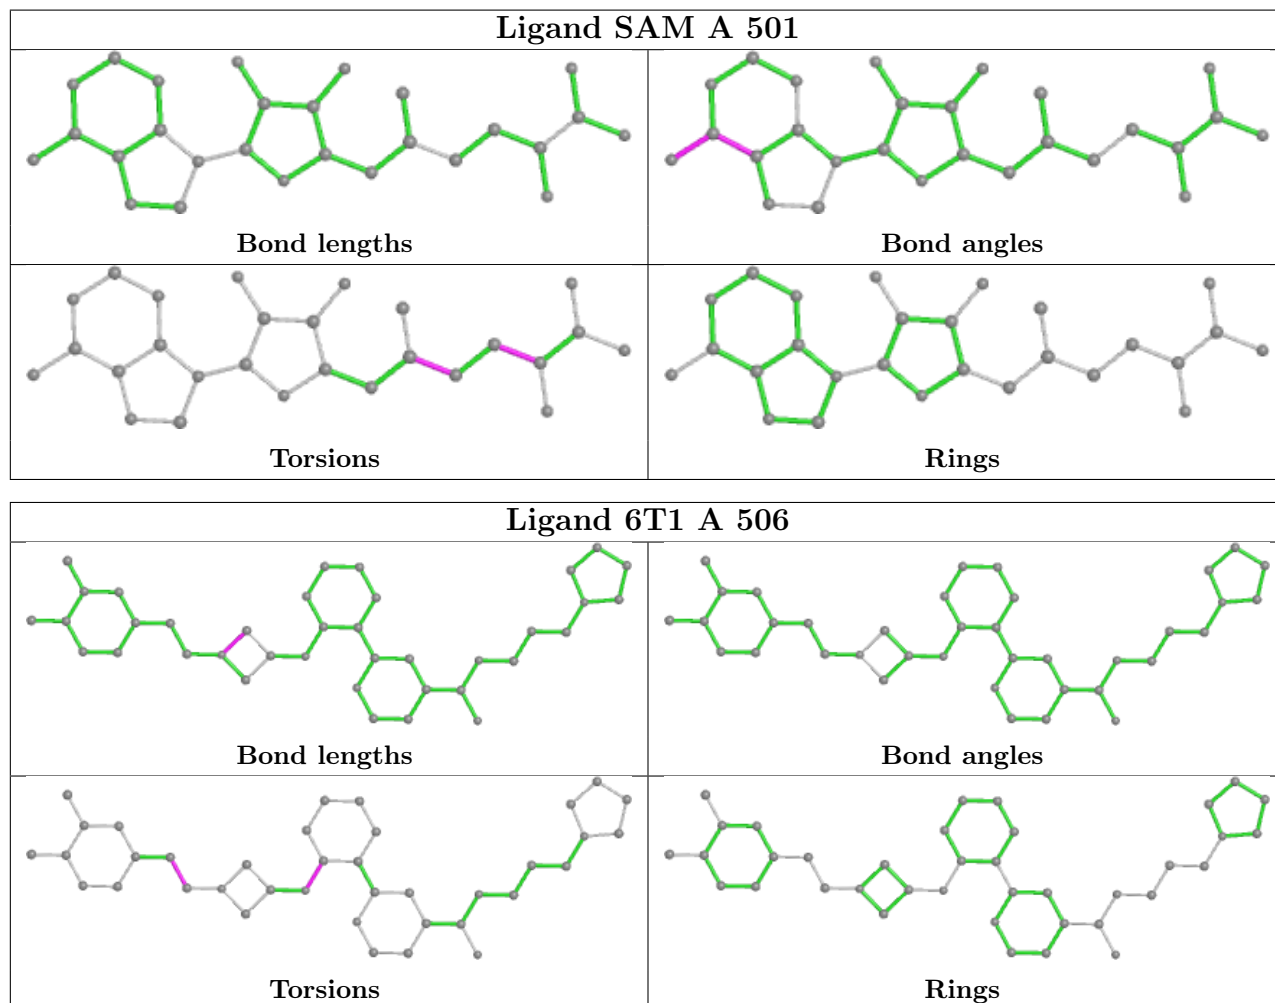 Ligand SAM A 501
Bond lengths
Bond angles
Torsions
Rings
Ligand 6T1 A 506
Bond lengths
Bond angles
Torsions
Rings